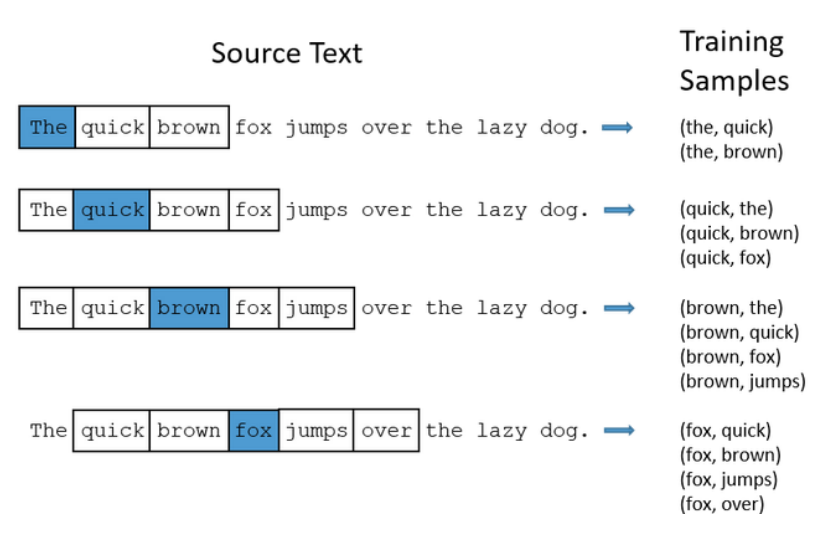 Source Text
Training
Samples
The quick brown fox jumps over the lazy dog.
(the, quick)
(the, brown)
The quick brown fox jumps over the lazy dog.
(quick, the)
(quick, brown)
(quick, fox)
The quick brown fox jumps over the lazy dog.
(brown, the)
(brown, quick)
(brown, fox)
(brown, jumps)
The quick brown fox jumps over the lazy dog.
(fox, quick)
(fox, brown)
(fox, jumps)
(fox, over)